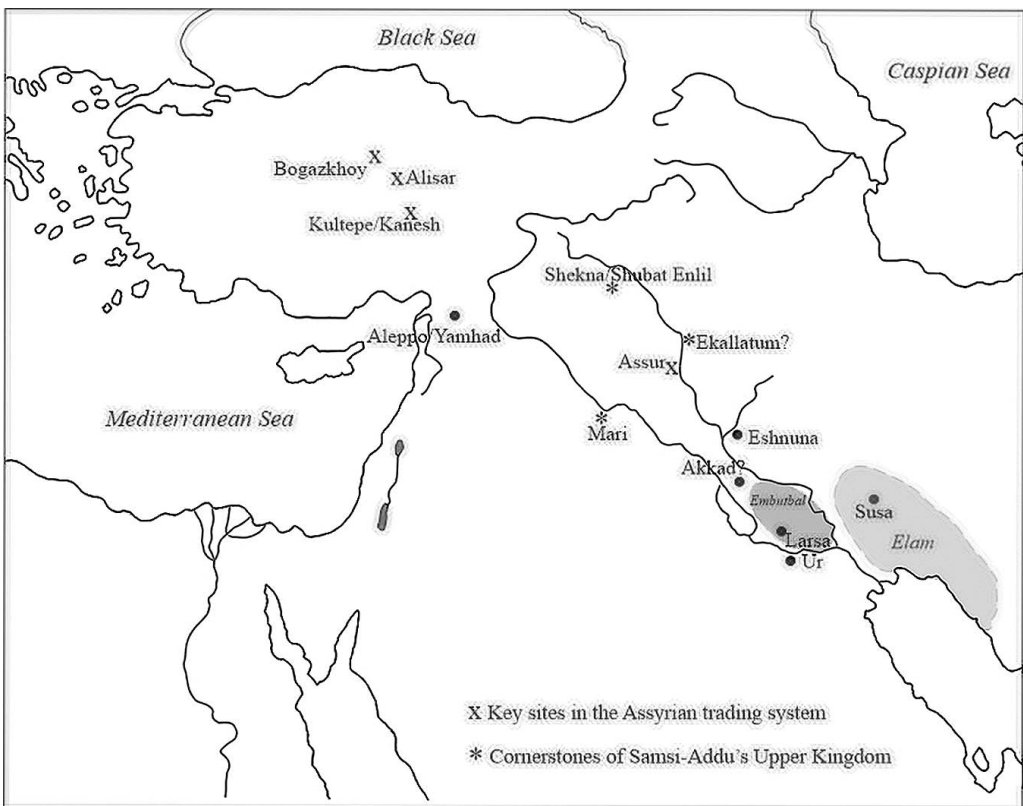 Black Sea
Caspian Sea
X
Bogazkhoy
X Alisar
X
Kultepe/Kanesh
Shekna/Shubat Enlil
*
Aleppo/Yamhad
* Ekallatum?
Assur X
Mediterranean Sea
*
Mari
Eshnuna
Akkad?
Embutbal
Susa
Larsa
Elam
Ur
X Key sites in the Assyrian trading system
* Cornerstones of Samsi-Addu's Upper Kingdom